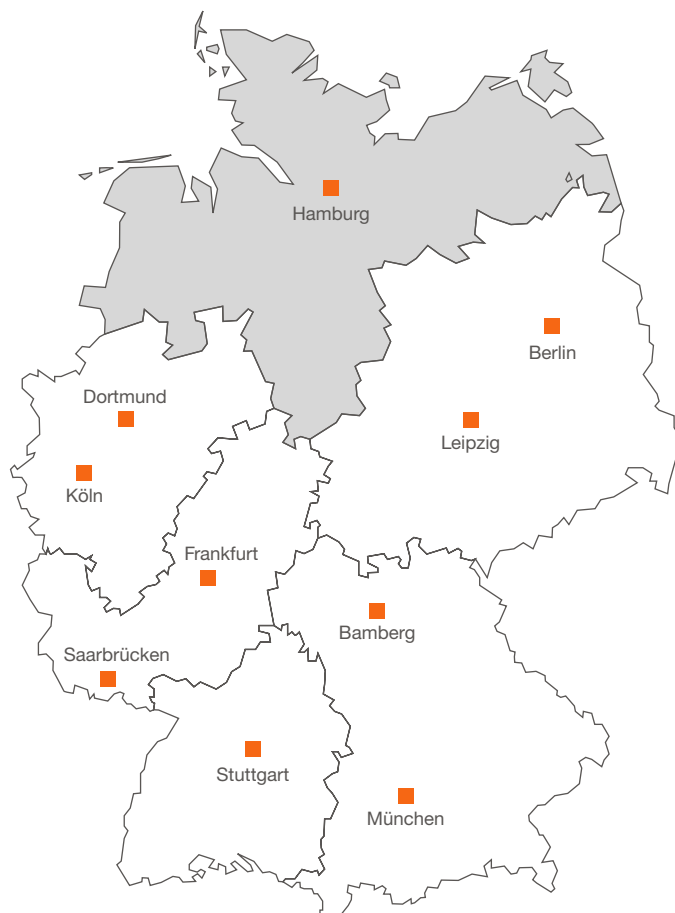 Hamburg
Berlin
Dortmund
Leipzig
Köln
Frankfurt
Bamberg
Saarbrücken
Stuttgart
München